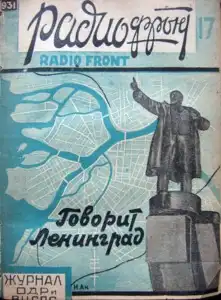 931
Радиофронт
17
RADIO FRONT
Говорит
Ленинград
ЖУРНАЛ
ОДР и
ВЦСПС